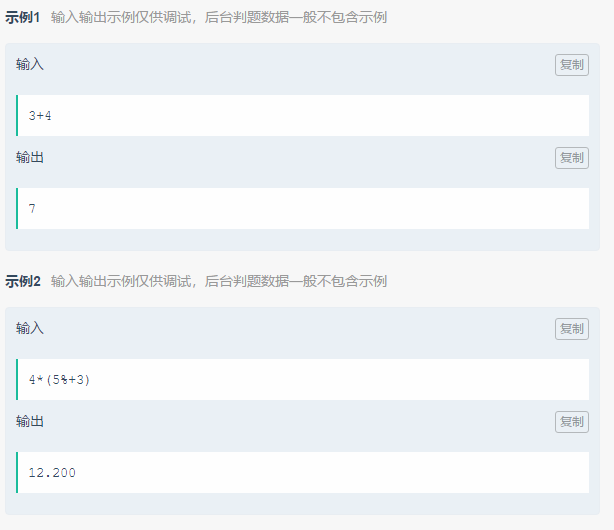 示例1 输入输出示例仅供调试，后台判题数据一般不包含示例
输入 复制
3+4
输出 复制
7
示例2 输入输出示例仅供调试，后台判题数据一般不包含示例
输入 复制
4*(5%+3)
输出 复制
12.200